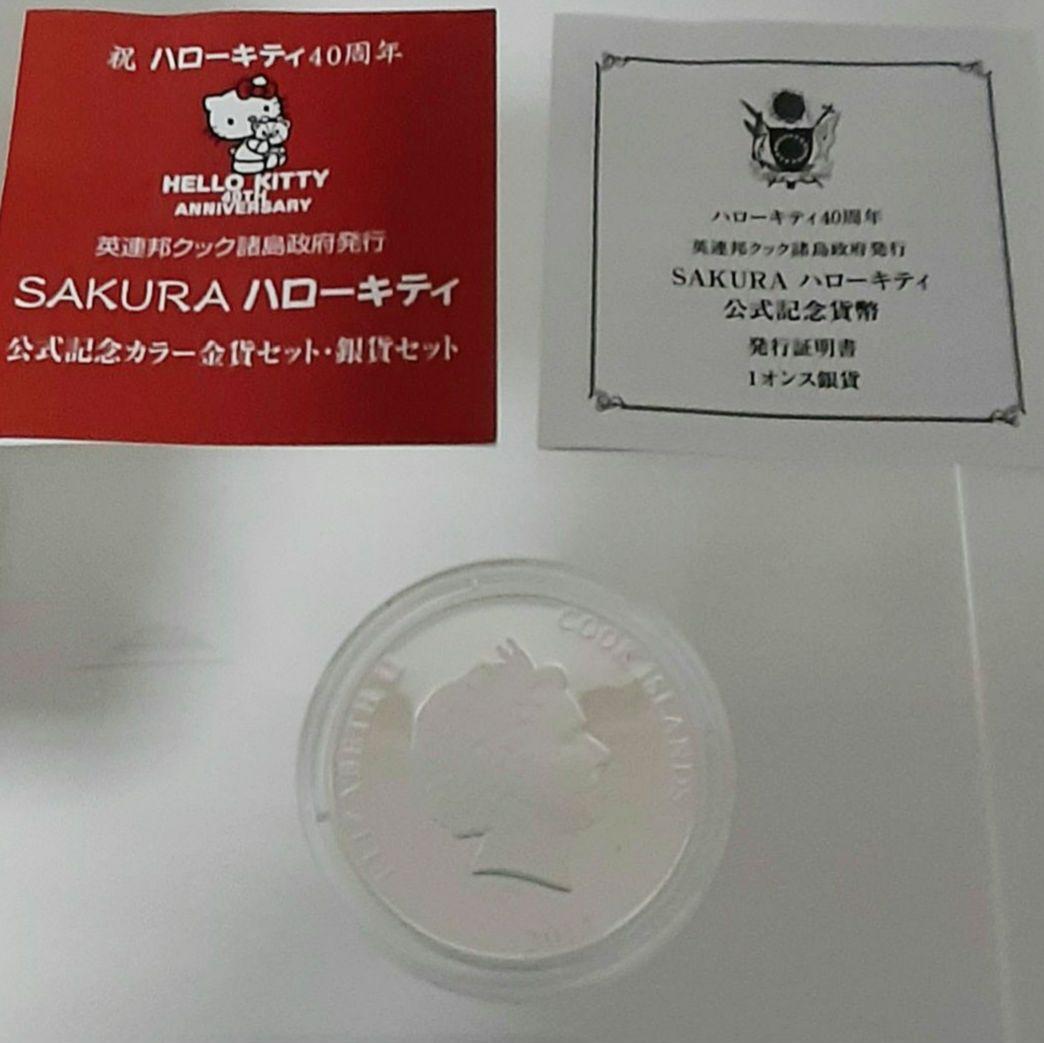 祝 ハローキティ40周年
HELLO KITTY
40TH
ANNIVERSARY
英連邦クック諸島政府発行
SAKURA ハローキティ
公式記念カラー金貨セット・銀貨セット
ハローキティ40周年
英連邦クック諸島政府発行
SAKURA ハローキティ
公式記念貨幣
発行証明書
1オンス銀貨
ELIZABETH II
COOK ISLANDS